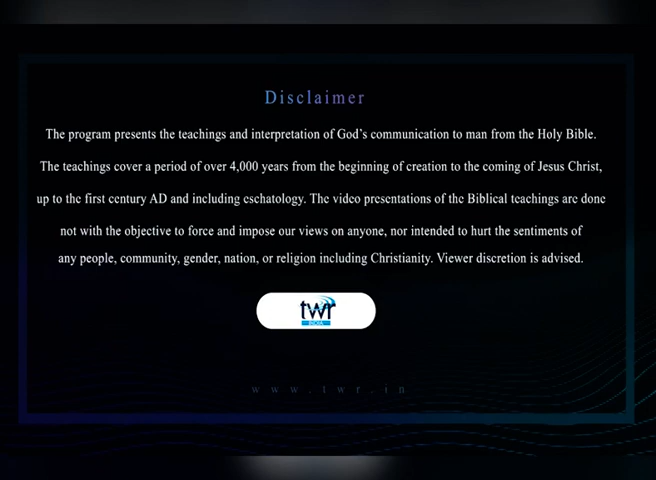 Disclaimer
The program presents the teachings and interpretation of God's communication to man from the Holy Bible.
The teachings cover a period of over 4,000 years from the beginning of creation to the coming of Jesus Christ,
up to the first century AD and including eschatology. The video presentations of the Biblical teachings are done
not with the objective to force and impose our views on anyone, nor intended to hurt the sentiments of
any people, community, gender, nation, or religion including Christianity. Viewer discretion is advised.
twr
INDIA
www.twr.in